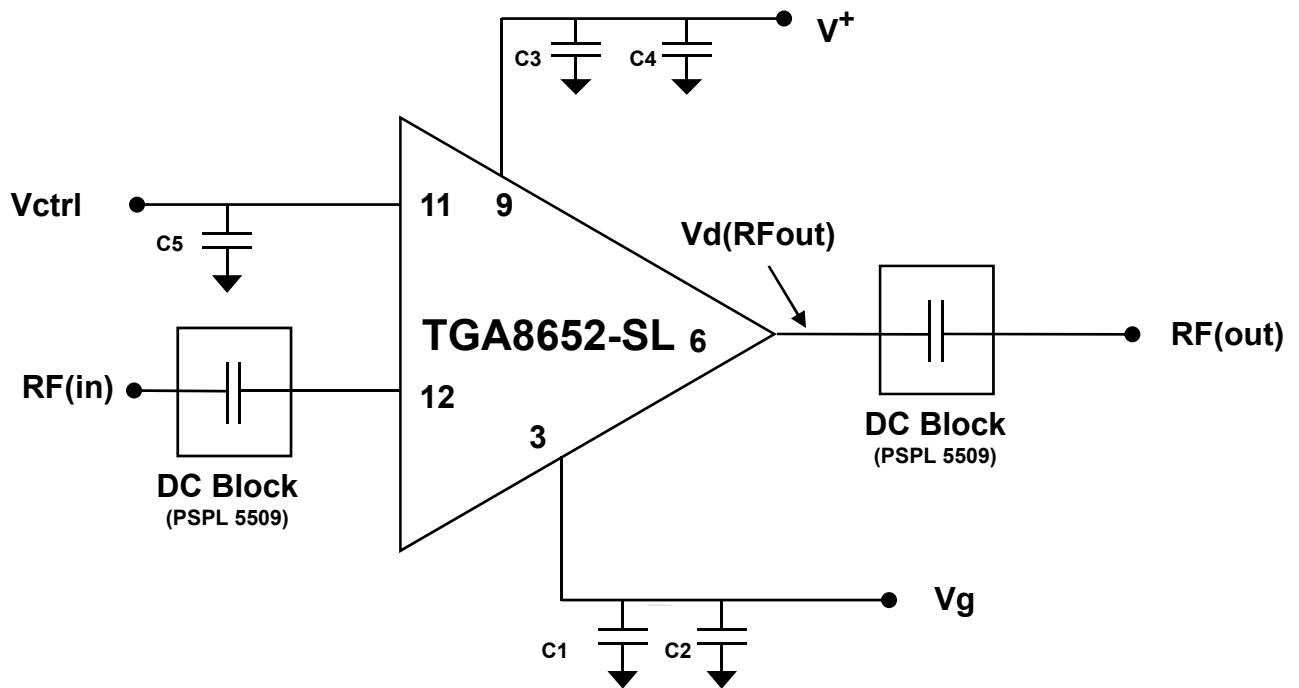 V+
C3
C4
Vctrl
11
9
C5
Vd(RFout)
TGA8652-SL
6
RF(out)
RF(in)
12
DC Block
(PSPL 5509)
3
DC Block
(PSPL 5509)
Vg
C1
C2